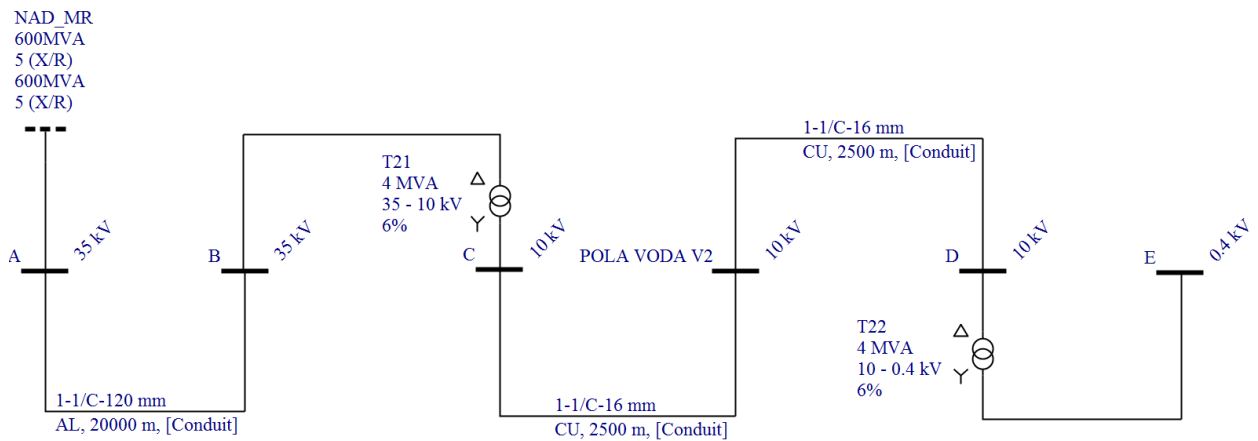 NAD_MR
600MVA
5 (X/R)
600MVA
5 (X/R)
A
35 kV
1-1/C-120 mm
AL, 20000 m, [Conduit]
B
35 kV
T21
4 MVA
35 - 10 kV
6%
C
10 kV
1-1/C-16 mm
CU, 2500 m, [Conduit]
POLA VODA V2
10 kV
1-1/C-16 mm
CU, 2500 m, [Conduit]
D
10 kV
T22
4 MVA
10 - 0.4 kV
6%
E
0.4 kV